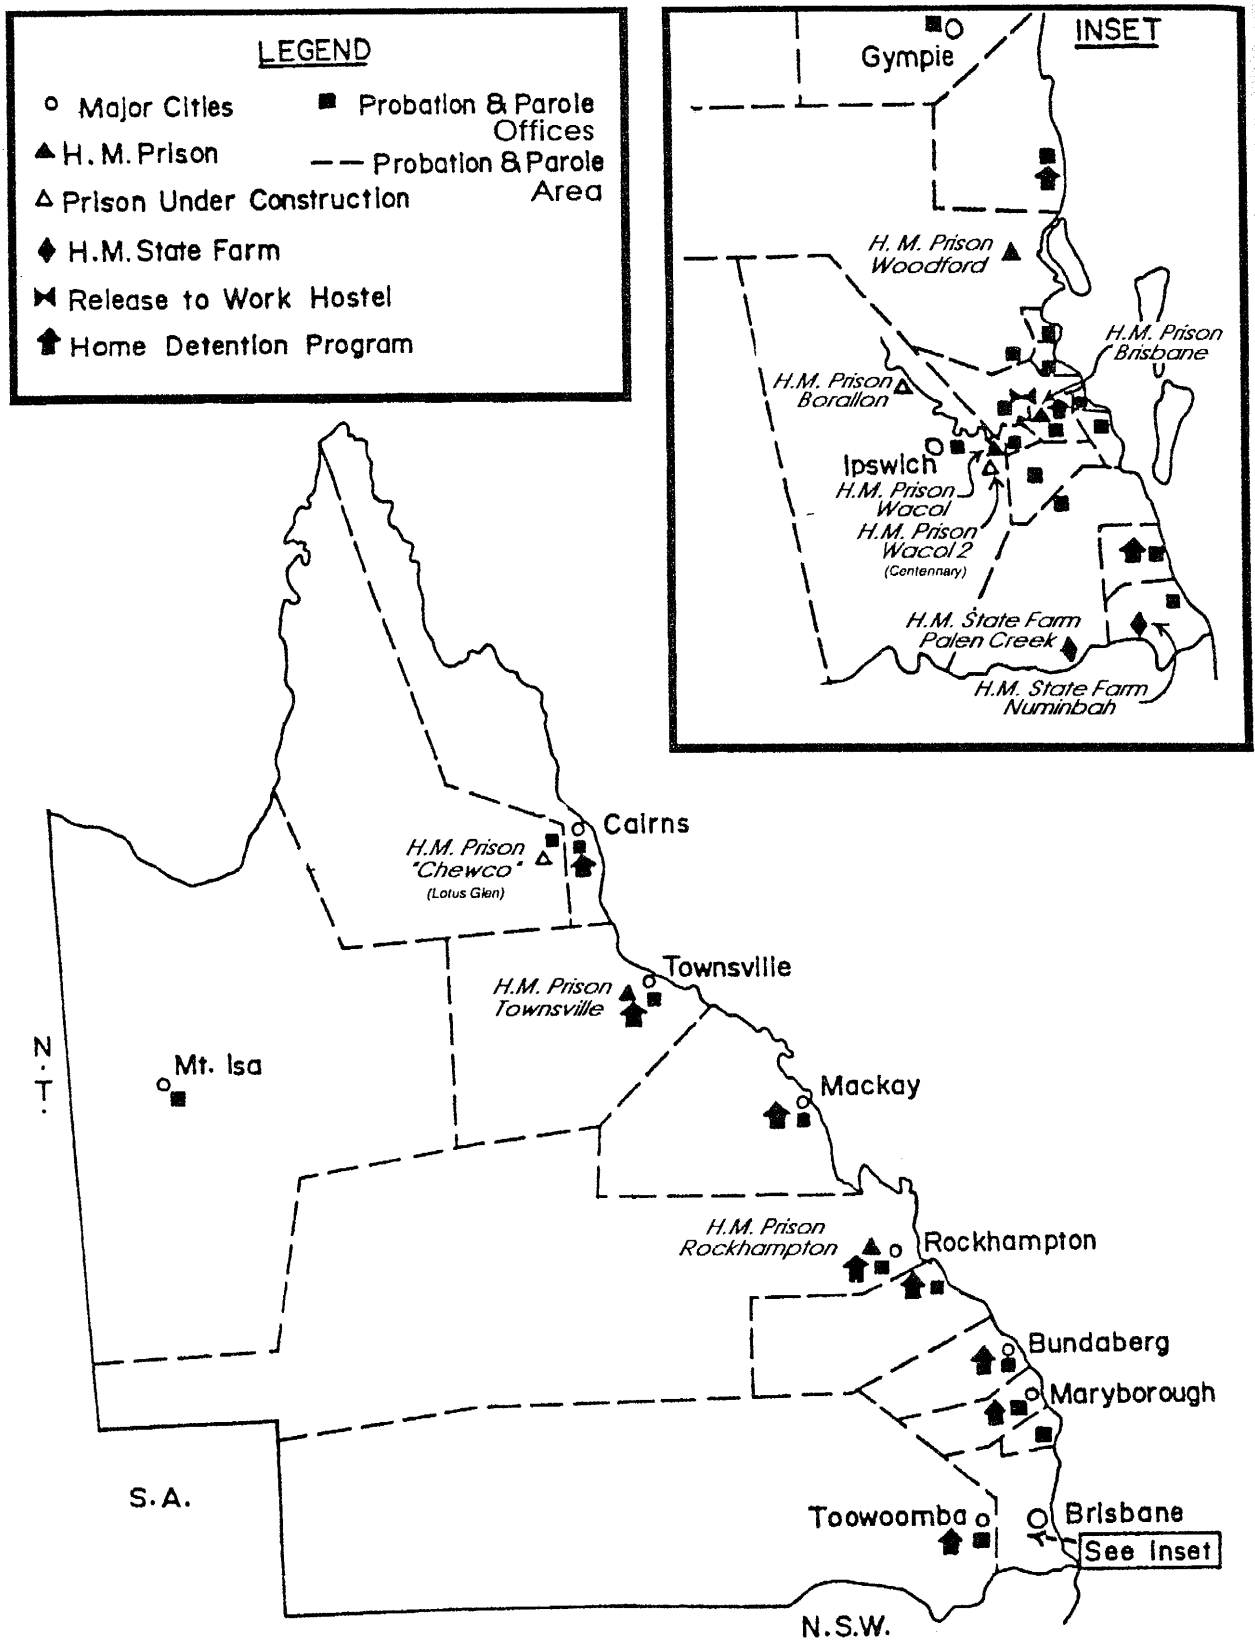 LEGEND
Major Cities
H.M. Prison
Prison Under Construction
H.M. State Farm
Release to Work Hostel
Home Detention Program
Probation & Parole
Offices
Probation & Parole
Area
INSET
Gympie
H.M. Prison
Woodford
H.M. Prison
Brisbane
H.M. Prison
Borallon
Ipswich
H.M. Prison
Wacol
H.M. Prison
Wacol 2
(Centennary)
H.M. State Farm
Palen Creek
H.M. State Farm
Numinbah
Cairns
H.M. Prison
"Chewco"
(Lotus Glen)
Townsville
H.M. Prison
Townsville
N.T.
Mt. Isa
Mackay
H.M. Prison
Rockhampton
Rockhampton
Bundaberg
Maryborough
S.A.
Toowoomba
Brisbane
See Inset
N.S.W.